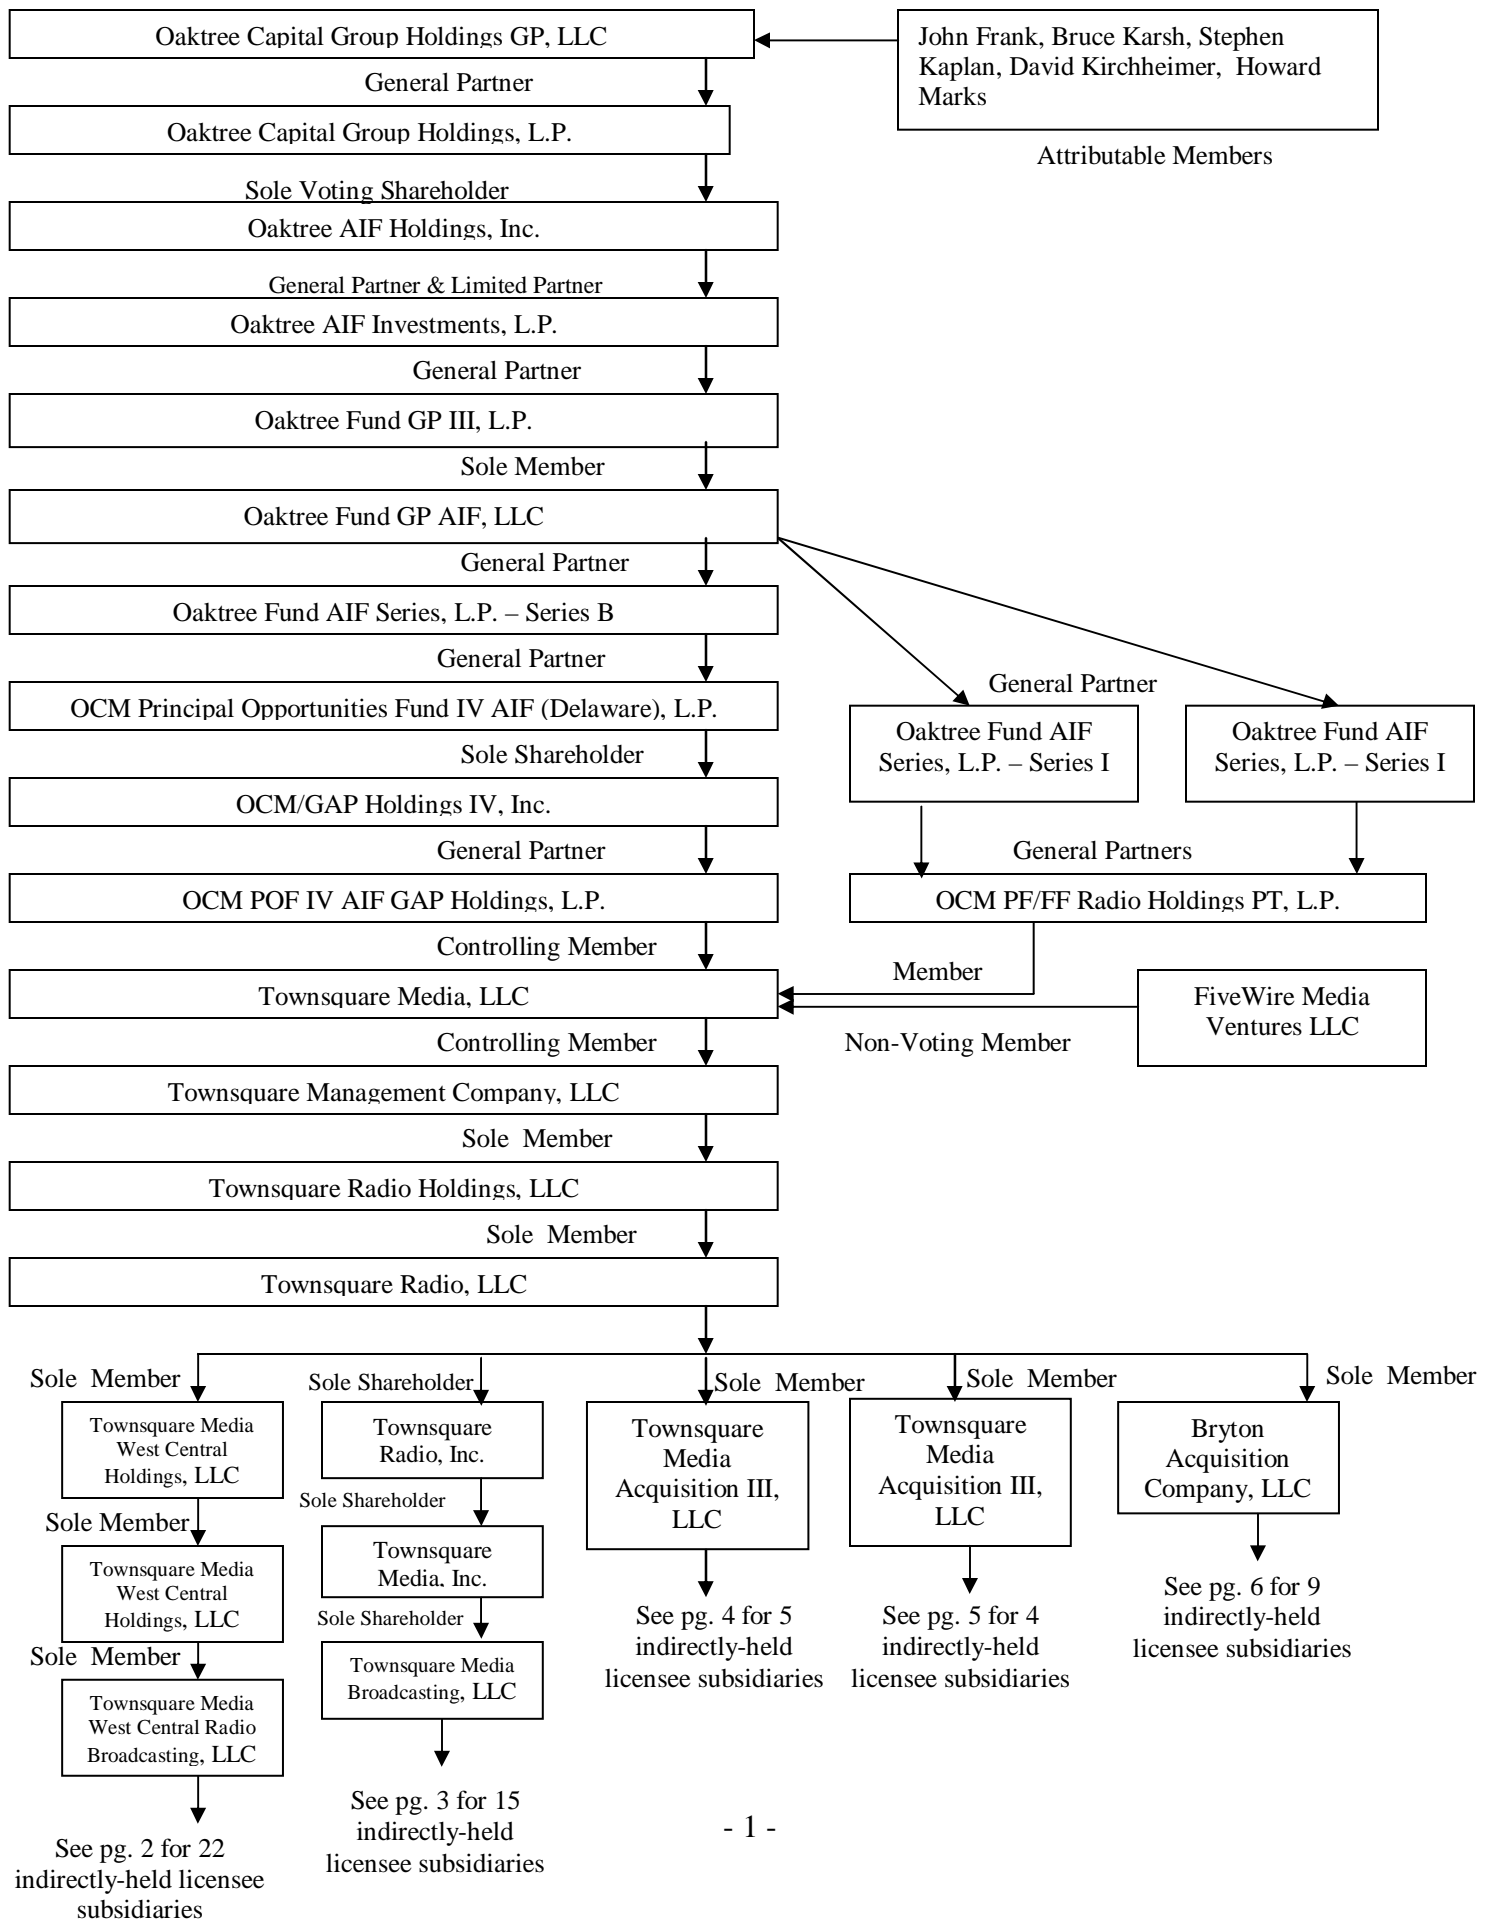 Oaktree Capital Group Holdings GP, LLC
John Frank, Bruce Karsh, Stephen
Kaplan, David Kirchheimer, Howard
Marks
General Partner
Oaktree Capital Group Holdings, L.P.
Attributable Members
Sole Voting Shareholder
Oaktree AIF Holdings, Inc.
General Partner & Limited Partner
Oaktree AIF Investments, L.P.
General Partner
Oaktree Fund GP III, L.P.
Sole Member
Oaktree Fund GP AIF, LLC
General Partner
Oaktree Fund AIF Series, L.P. – Series B
General Partner
OCM Principal Opportunities Fund IV AIF (Delaware), L.P.
General Partner
Oaktree Fund AIF
Series, L.P. – Series I
Oaktree Fund AIF
Series, L.P. – Series I
Sole Shareholder
OCM/GAP Holdings IV, Inc.
General Partner
General Partners
OCM POF IV AIF GAP Holdings, L.P.
OCM PF/FF Radio Holdings PT, L.P.
Controlling Member
Member
Townsquare Media, LLC
FiveWire Media
Ventures LLC
Controlling Member
Non-Voting Member
Townsquare Management Company, LLC
Sole Member
Townsquare Radio Holdings, LLC
Sole Member
Townsquare Radio, LLC
Sole Member
Townsquare Media
West Central
Holdings, LLC
Sole Member
Townsquare Media
West Central
Holdings, LLC
Sole Member
Townsquare Media
West Central Radio
Broadcasting, LLC
See pg. 2 for 22
indirectly-held licensee
subsidiaries
Sole Shareholder
Townsquare
Radio, Inc.
Sole Shareholder
Townsquare
Media, Inc.
Sole Shareholder
Townsquare Media
Broadcasting, LLC
See pg. 3 for 15
indirectly-held
licensee subsidiaries
Sole Member
Townsquare
Media
Acquisition III,
LLC
See pg. 4 for 5
indirectly-held
licensee subsidiaries
Sole Member
Townsquare
Media
Acquisition III,
LLC
See pg. 5 for 4
indirectly-held
licensee subsidiaries
Sole Member
Bryton
Acquisition
Company, LLC
See pg. 6 for 9
indirectly-held
licensee subsidiaries
- 1 -